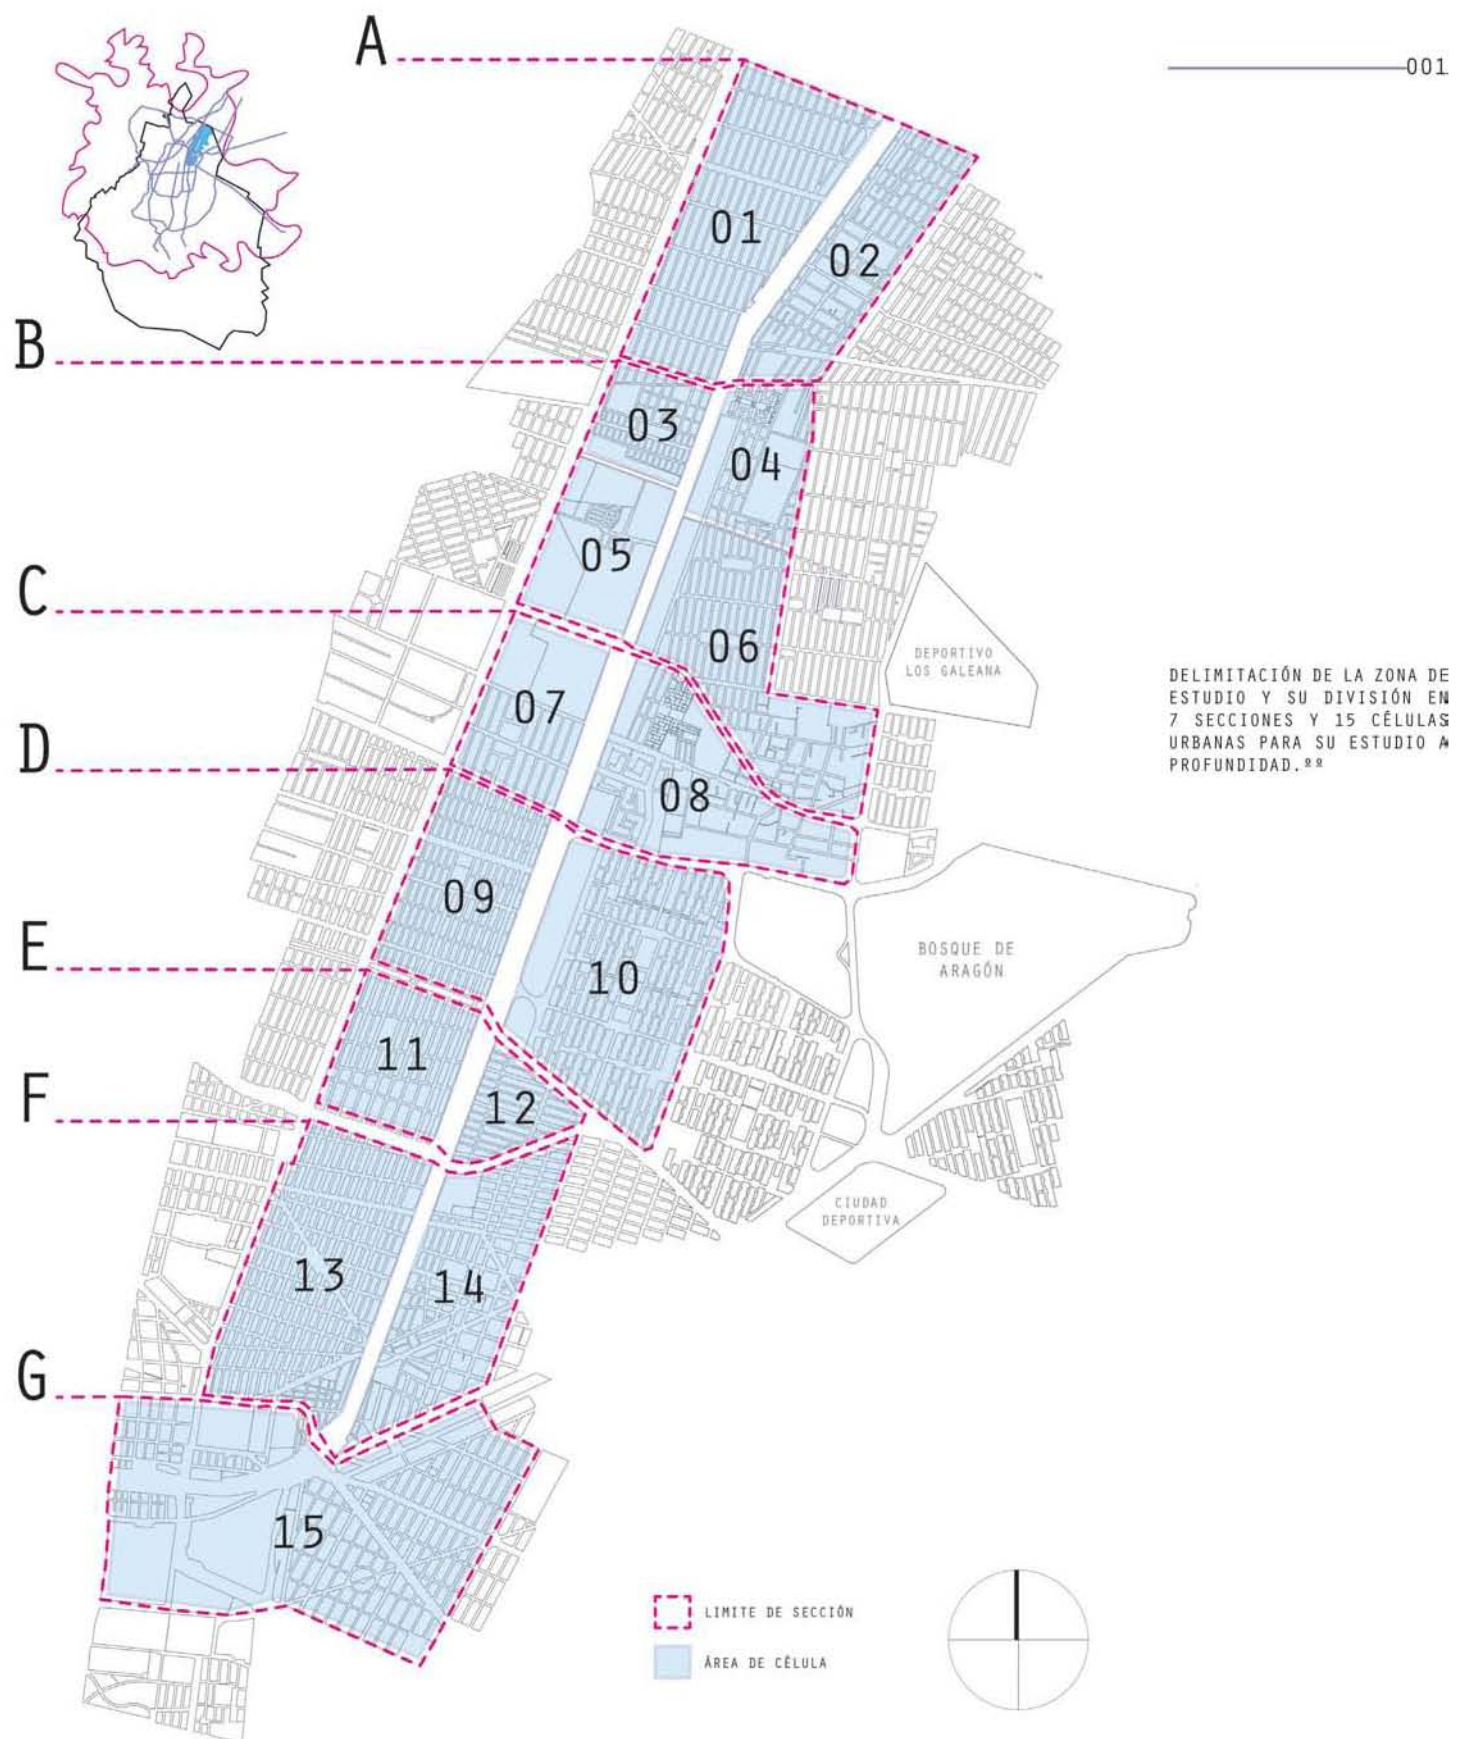 A
001
01
02
B
03
04
05
C
06
DEPORTIVO
LOS GALEANA
07
DELIMITACIÓN DE LA ZONA DE
ESTUDIO Y SU DIVISIÓN EN
7 SECCIONES Y 15 CÉLULAS
URBANAS PARA SU ESTUDIO A
PROFUNDIDAD.ºº
D
08
09
E
BOSQUE DE
ARAGÓN
10
11
F
12
CIUDAD
DEPORTIVA
13
14
G
15
LIMITE DE SECCIÓN
ÁREA DE CÉLULA